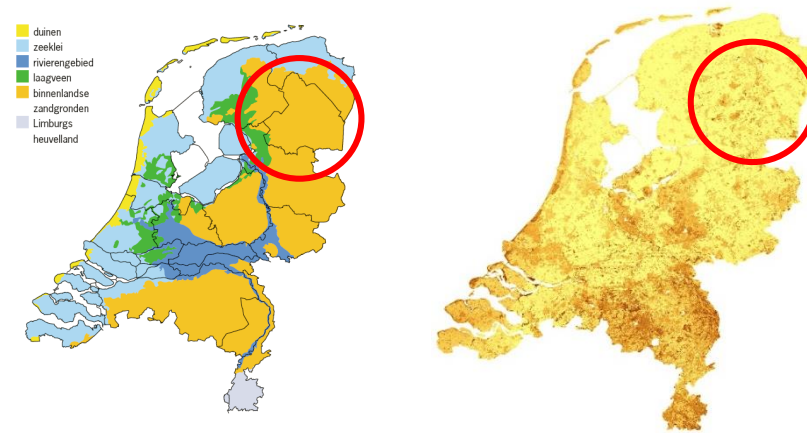 duinen
zeeklei
rivierengebied
laagveen
binnenlandse
zandgronden
Limburgs
heuvelland